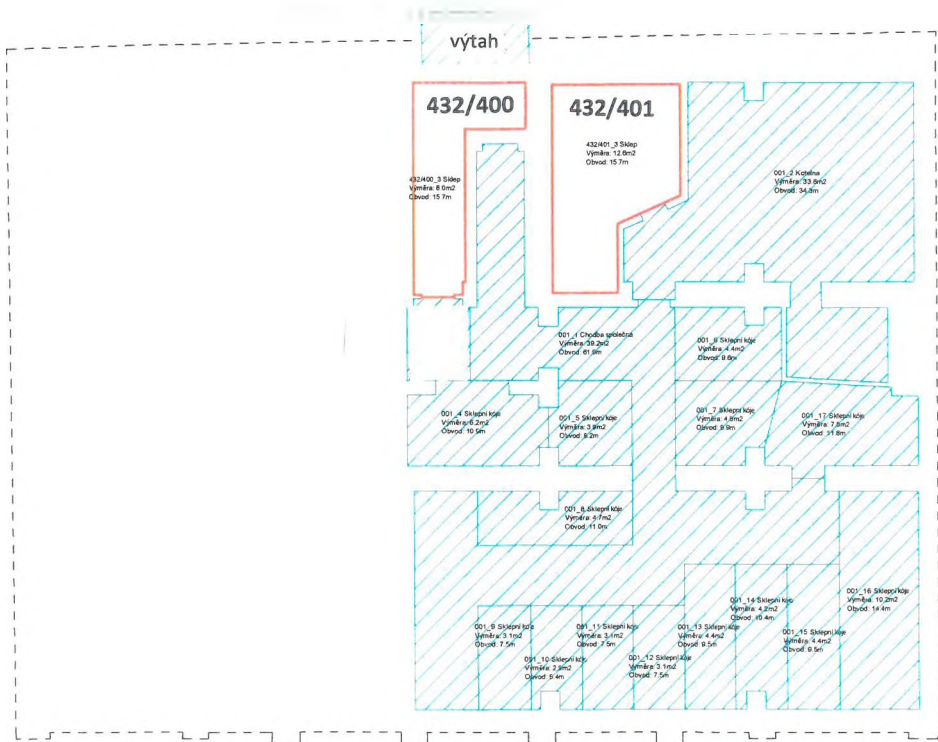 výtah
432/400
432/401
432/401_3 Sklep
Výměra: 12.6m2
Obvod: 15.7m
432/400_3 Sklep
Výměra: 8.0m2
Obvod: 15.7m
001_2 Kotelna
Výměra: 33.6m2
Obvod: 34.3m
001_1 Chodba společná
Výměra: 39.2m2
Obvod: 61.9m
001_6 Sklepní kóje
Výměra: 4.4m2
Obvod: 9.6m
001_4 Sklepní kóje
Výměra: 6.2m2
Obvod: 10.9m
001_5 Sklepní kóje
Výměra: 3.9m2
Obvod: 8.2m
001_7 Sklepní kóje
Výměra: 4.8m2
Obvod: 9.9m
001_17 Sklepní kóje
Výměra: 7.8m2
Obvod: 11.8m
001_8 Sklepní kóje
Výměra: 4.7m2
Obvod: 11.0m
001_16 Sklepní kóje
Výměra: 10.2m2
Obvod: 14.4m
001_14 Sklepní kóje
Výměra: 4.2m2
Obvod: 10.4m
001_9 Sklepní kóje
Výměra: 3.1m2
Obvod: 7.5m
001_11 Sklepní kóje
Výměra: 3.1m2
Obvod: 7.5m
001_13 Sklepní kóje
Výměra: 4.4m2
Obvod: 9.5m
001_15 Sklepní kóje
Výměra: 4.4m2
Obvod: 9.5m
001_10 Sklepní kóje
Výměra: 2.9m2
Obvod: 8.4m
001_12 Sklepní kóje
Výměra: 3.1m2
Obvod: 7.5m